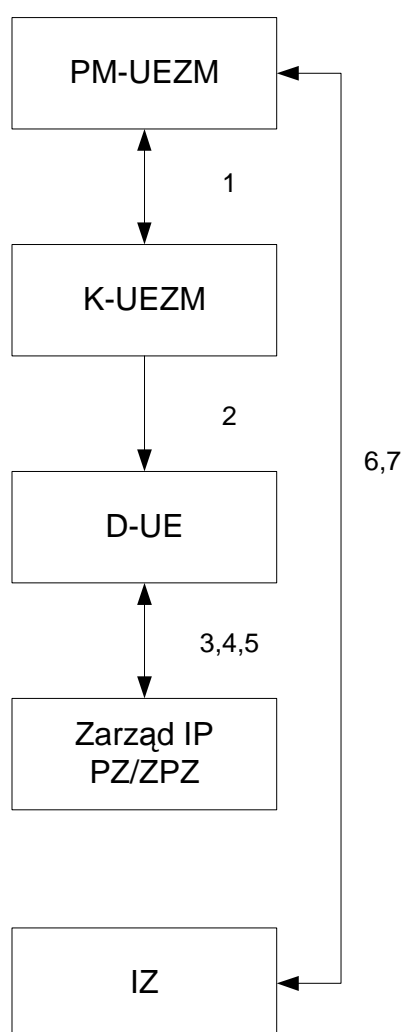 PM-UEZM
1
K-UEZM
2
6,7
D-UE
3,4,5
Zarząd IP
PZ/ZPZ
IZ